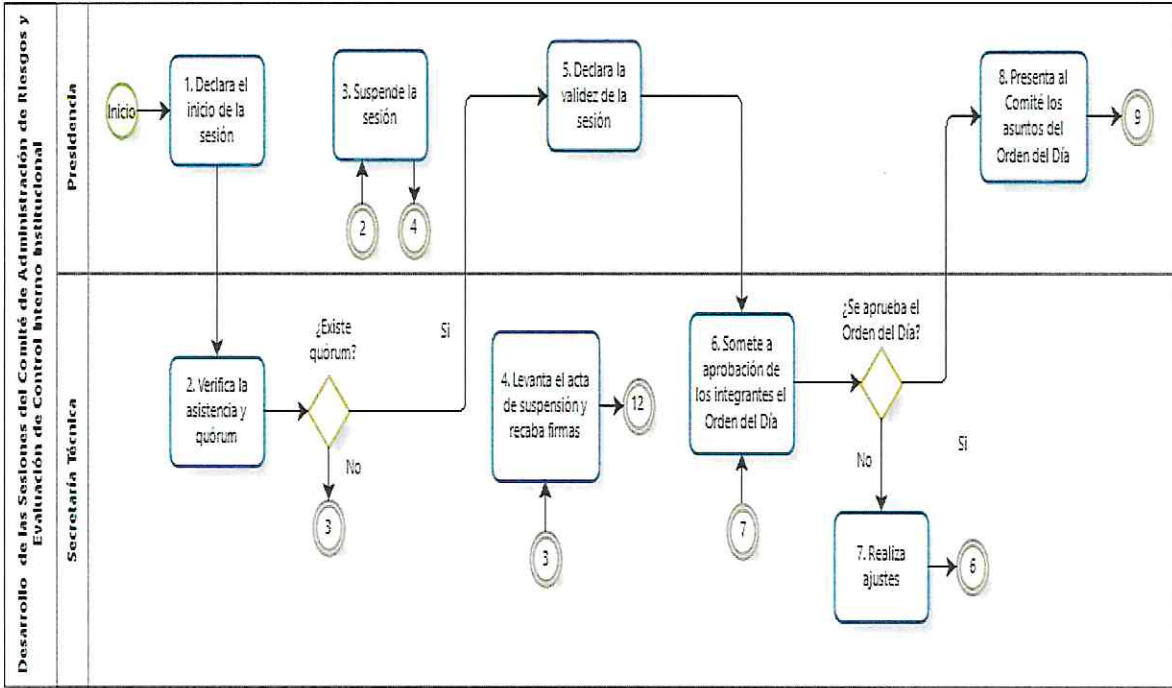 Desarrollo de las Sesiones del Comité de Administración de Riesgos y
Evaluación de Control Interno Institucional
Presidencia
Inicio
1. Declara el
inicio de la
sesión
3. Suspende la
sesión
2
4
5. Declara la
validez de la
sesión
8. Presenta al
Comité los
asuntos del
Orden del Día
9
Secretaría Técnica
2. Verifica la
asistencia y
quórum
¿Existe
quórum?
Si
No
3
4. Levanta el acta
de suspensión y
recaba firmas
12
3
6. Somete a
aprobación de
los integrantes el
Orden del Día
7
¿Se aprueba el
Orden del Día?
No
Si
7. Realiza
ajustes
6